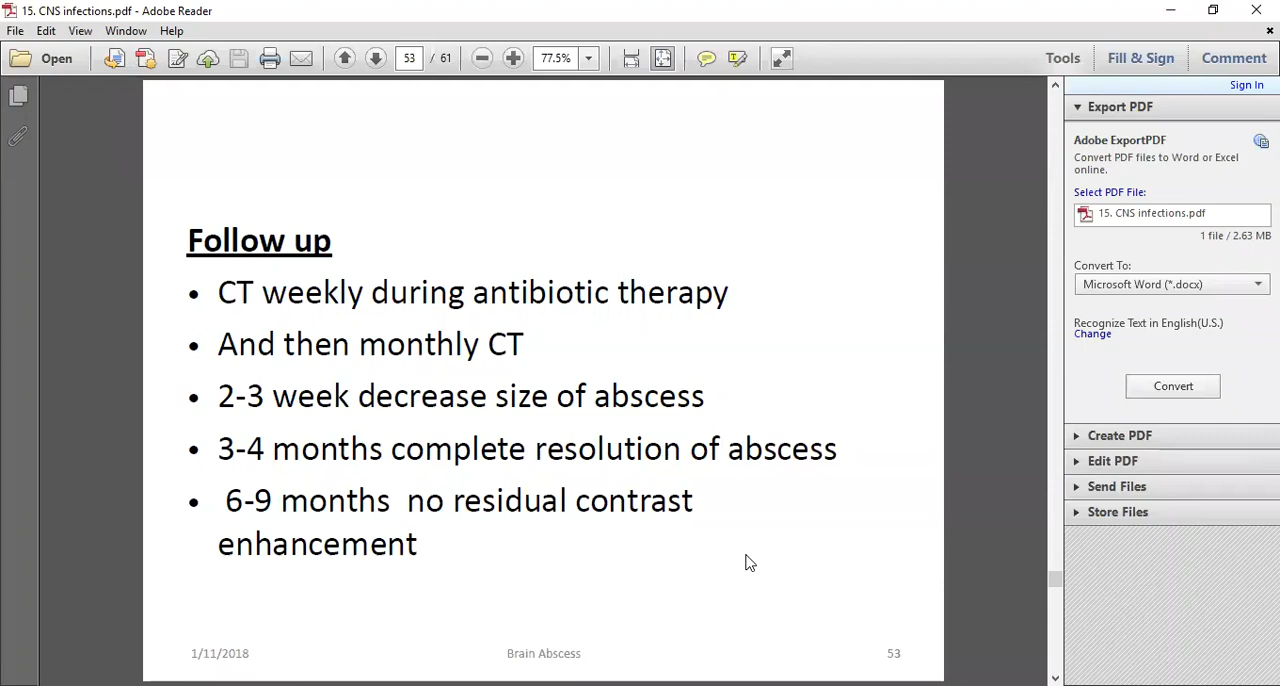 15. CNS infections.pdf - Adobe Reader
File Edit View Window Help
Open 53 / 61 77.5% Tools Fill & Sign Comment
Sign In
Export PDF
Adobe ExportPDF
Convert PDF files to Word or Excel
online.
Select PDF File:
15. CNS infections.pdf
1 file / 2.63 MB
Convert To:
Microsoft Word (*.docx)
Recognize Text in English(U.S.)
Change
Convert
Create PDF
Edit PDF
Send Files
Store Files
Follow up
• CT weekly during antibiotic therapy
• And then monthly CT
• 2-3 week decrease size of abscess
• 3-4 months complete resolution of abscess
• 6-9 months no residual contrast
enhancement
1/11/2018 Brain Abscess 53